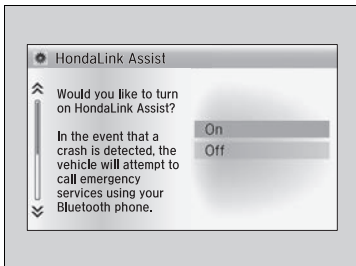 HondaLink Assist
Would you like to turn
on HondaLink Assist?
In the event that a
crash is detected, the
vehicle will attempt to
call emergency
services using your
Bluetooth phone.
On
Off